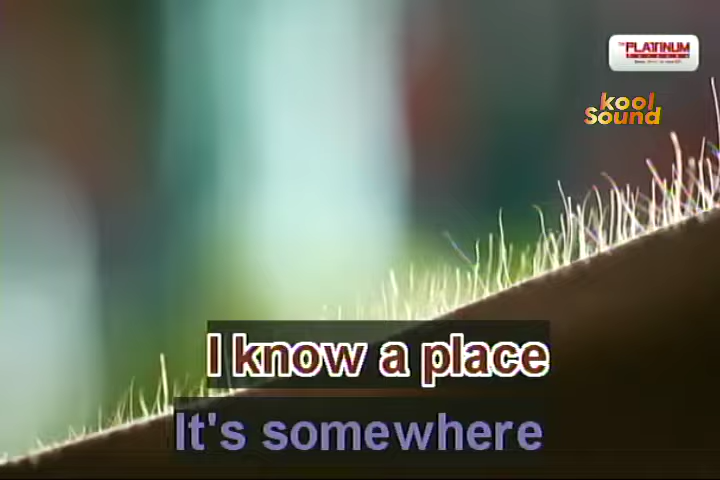 PLATINUM
kool
Sound
I know a place
It's somewhere